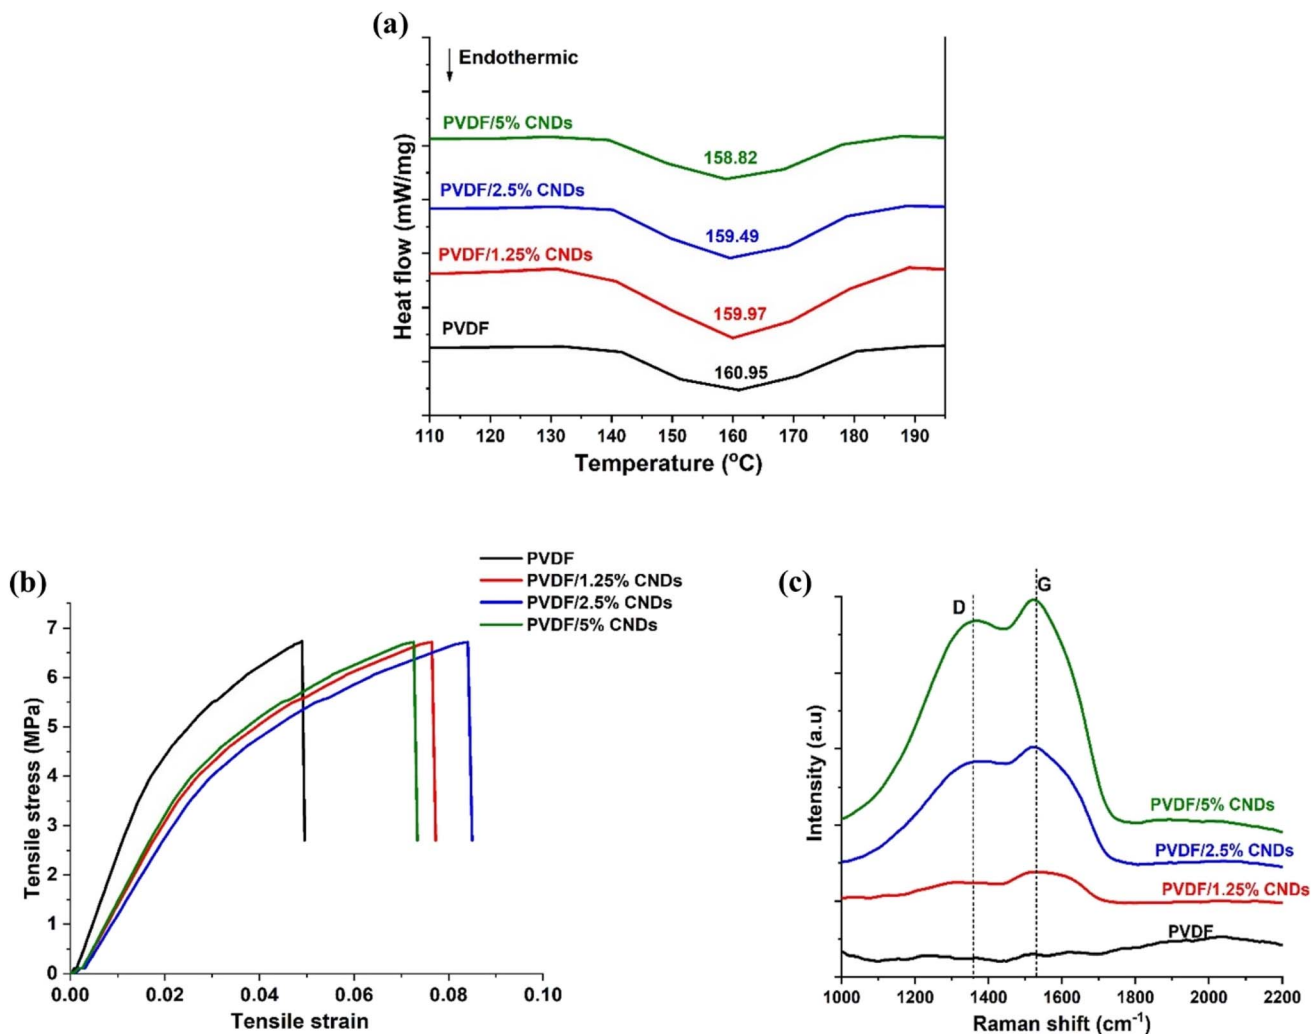 (a)
Endothermic
PVDF/5% CNDs
158.82
PVDF/2.5% CNDs
159.49
PVDF/1.25% CNDs
159.97
PVDF
160.95
Heat flow (mW/mg)
110 120 130 140 150 160 170 180 190
Temperature (°C)
(b)
PVDF
PVDF/1.25% CNDs
PVDF/2.5% CNDs
PVDF/5% CNDs
7
6
5
4
3
2
1
0
Tensile stress (MPa)
0.00 0.02 0.04 0.06 0.08 0.10
Tensile strain
(c)
D
G
PVDF/5% CNDs
PVDF/2.5% CNDs
PVDF/1.25% CNDs
PVDF
Intensity (a.u)
1000 1200 1400 1600 1800 2000 2200
Raman shift (cm⁻¹)